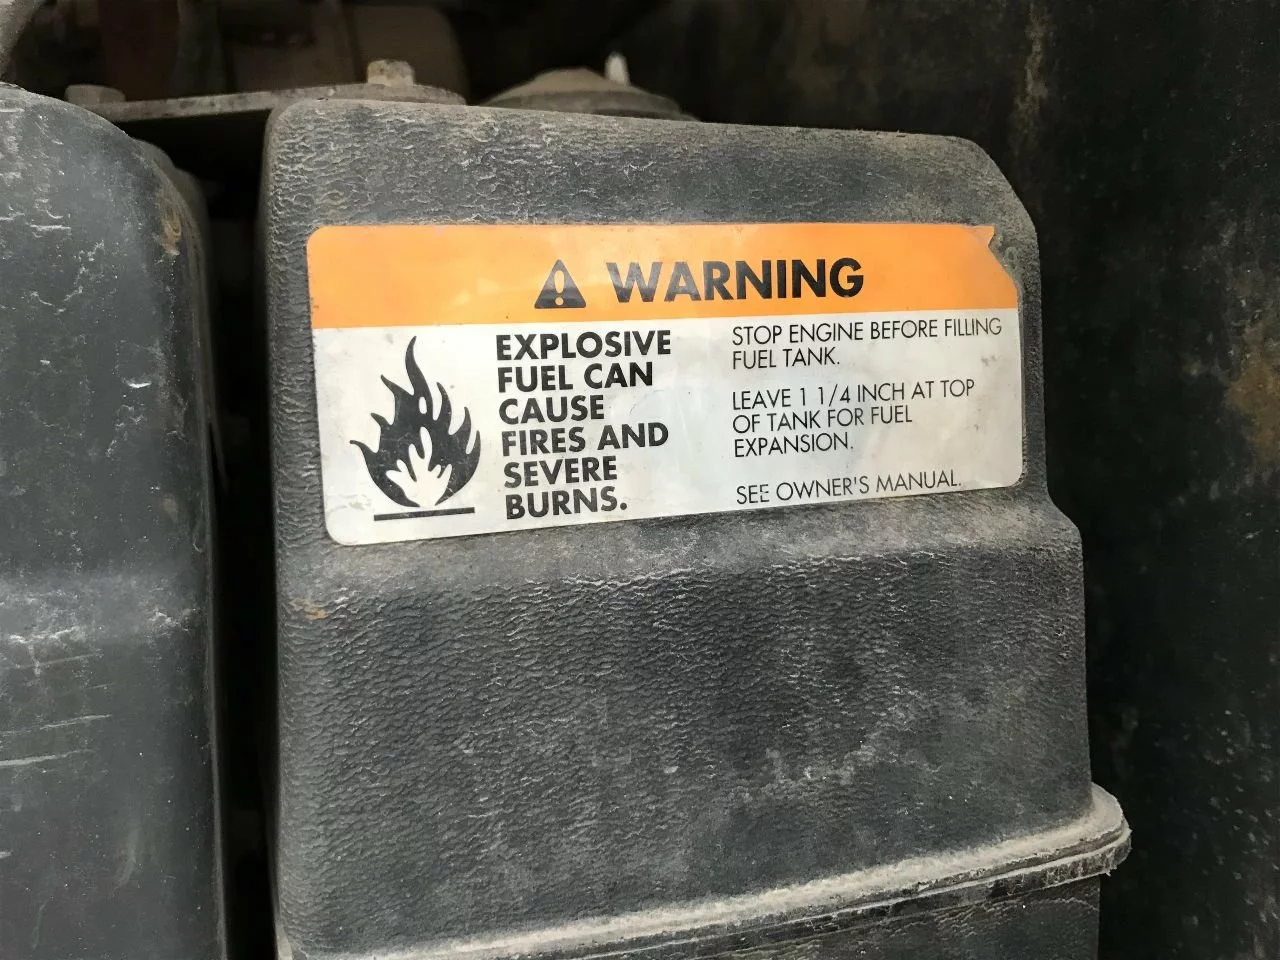 WARNING
EXPLOSIVE
FUEL CAN
CAUSE
FIRES AND
SEVERE
BURNS.
STOP ENGINE BEFORE FILLING
FUEL TANK.
LEAVE 1 1/4 INCH AT TOP
OF TANK FOR FUEL
EXPANSION.
SEE OWNER'S MANUAL.